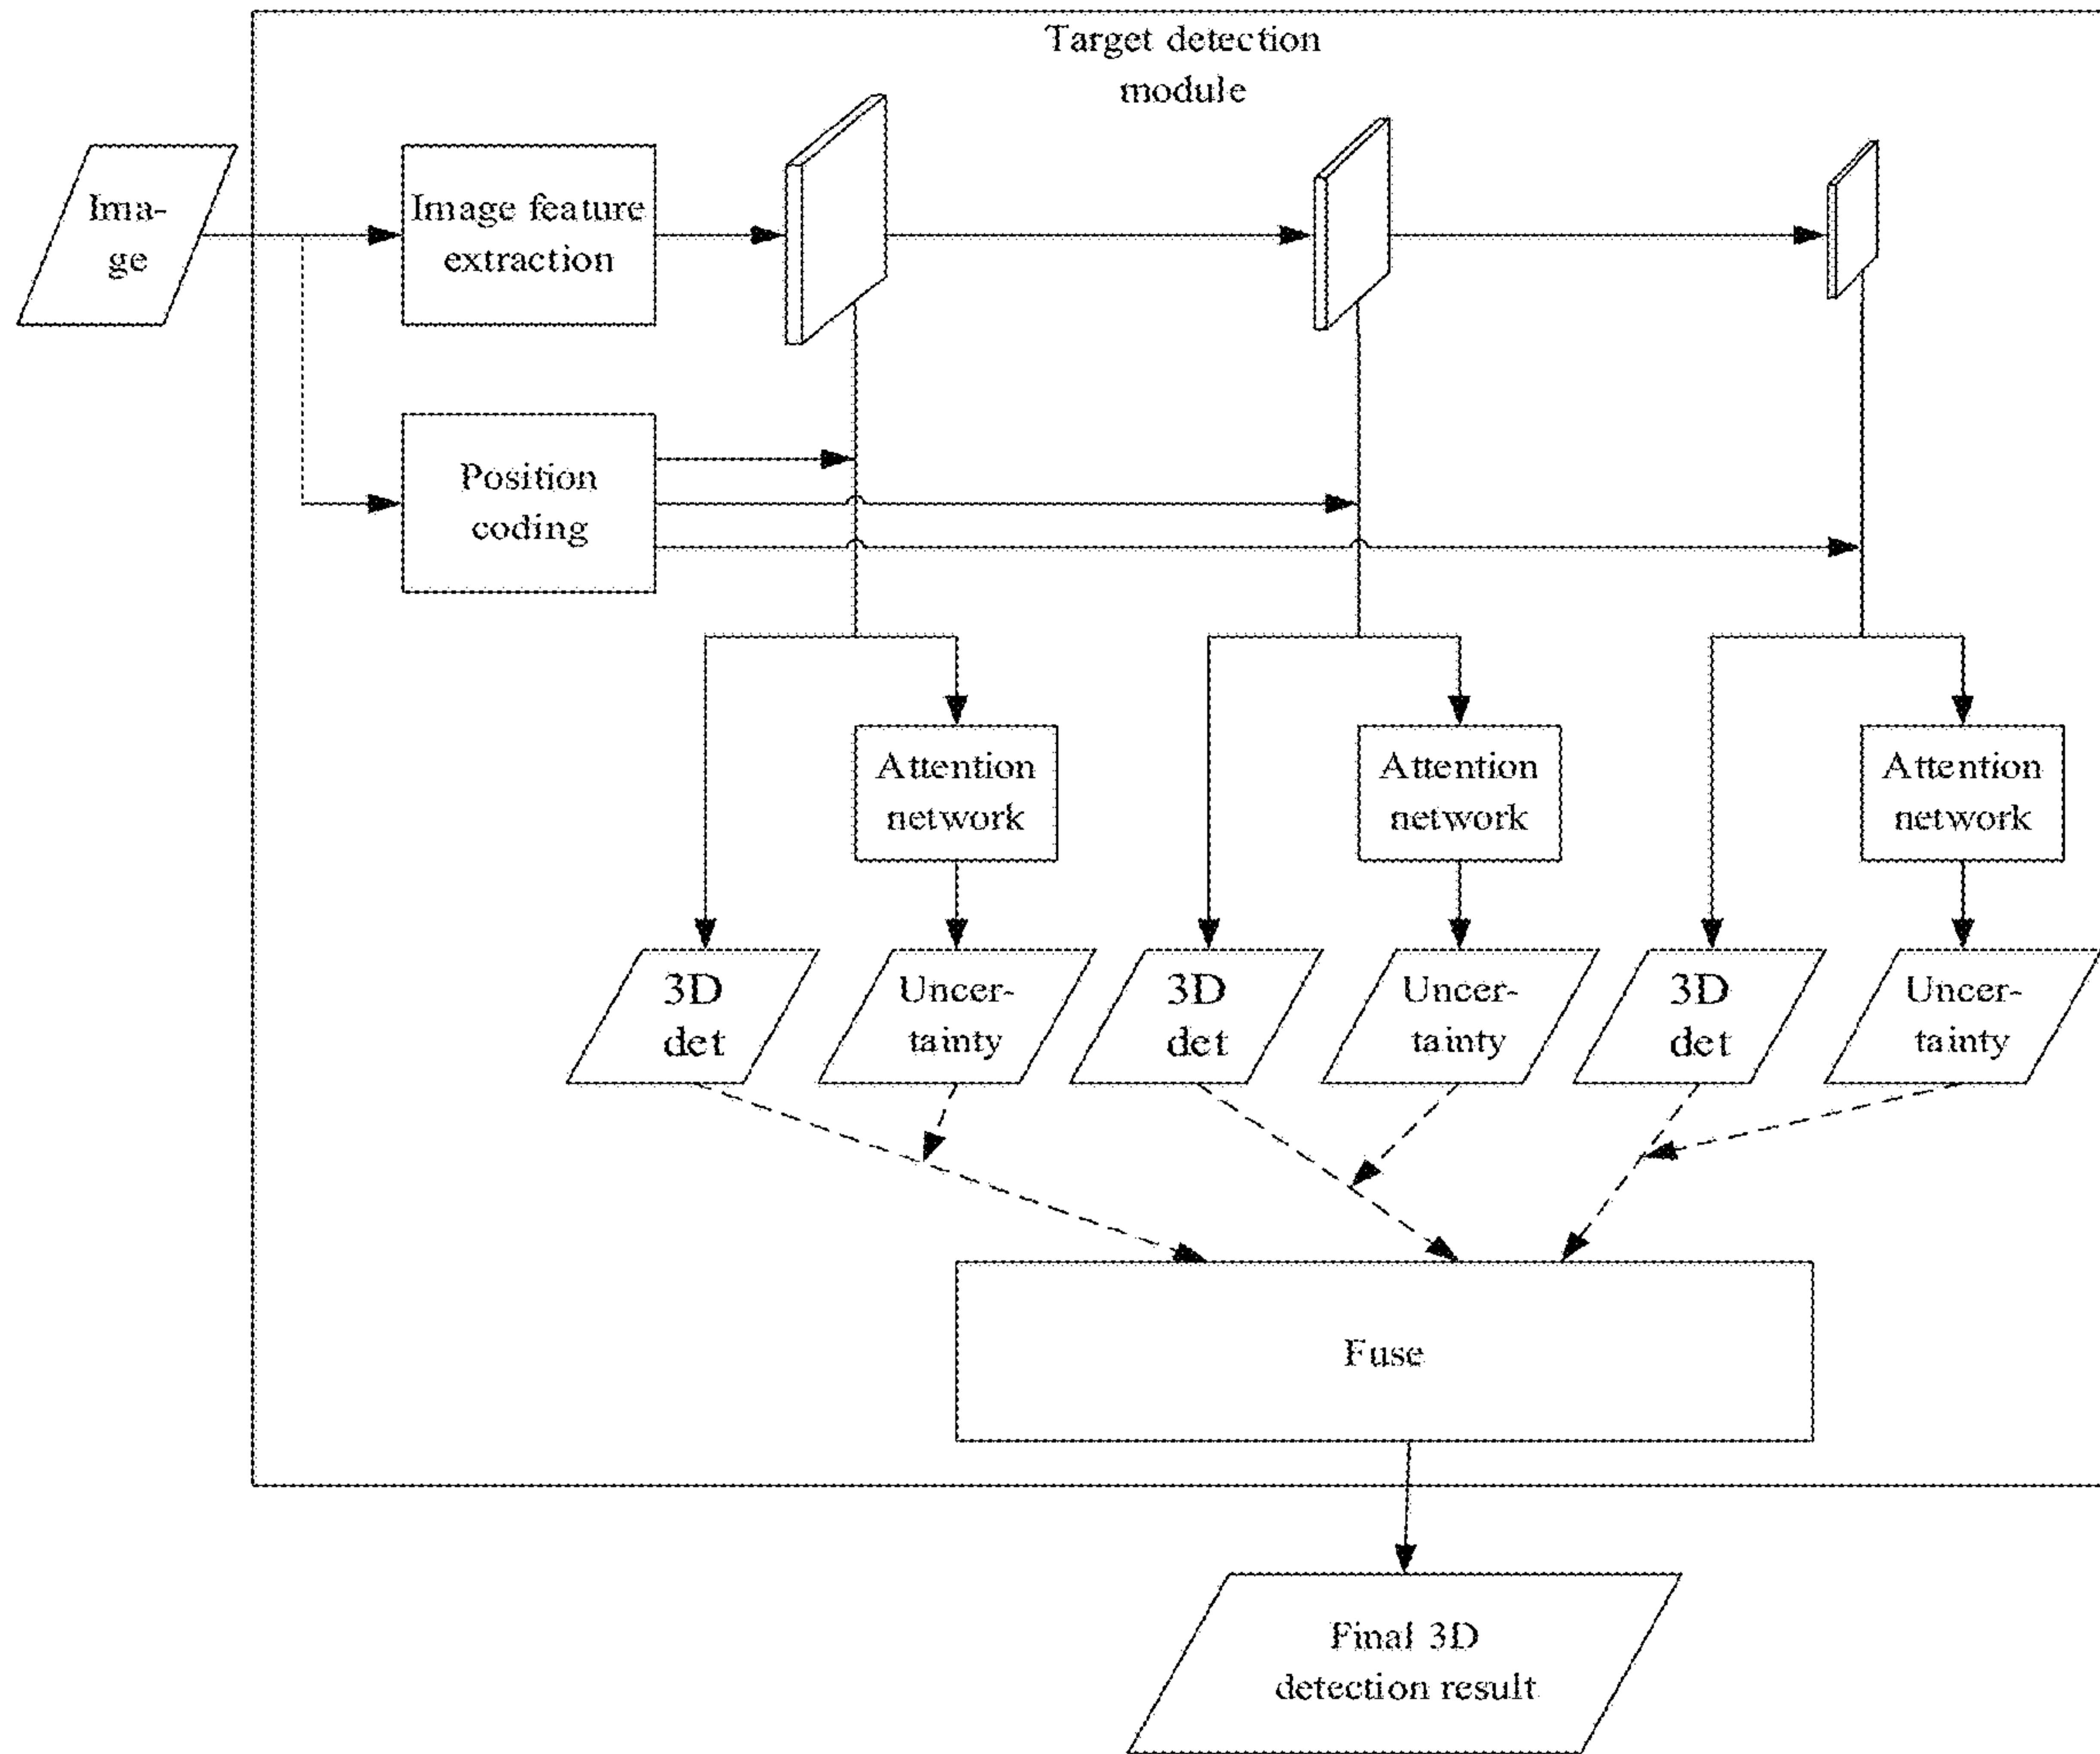 Target detection
module
Ima-
ge
Image feature
extraction
Position
coding
Attention
network
Attention
network
Attention
network
3D
det
Uncer-
tainty
3D
det
Uncer-
tainty
3D
det
Uncer-
tainty
Fuse
Final 3D
detection result